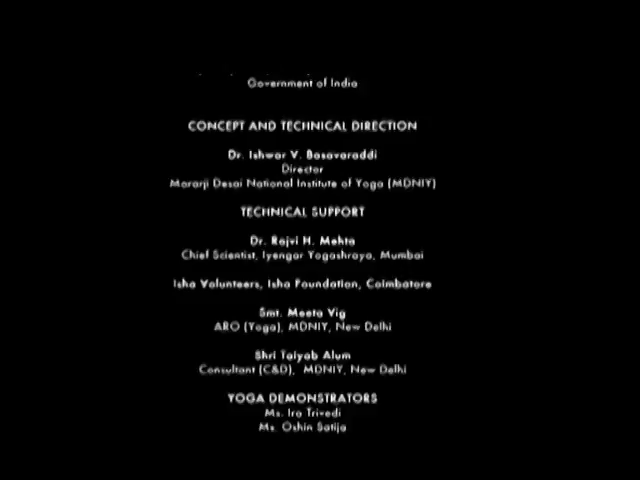 Government of India
CONCEPT AND TECHNICAL DIRECTION
Dr. Ishwar V. Basavaraddi
Director
Morarji Desai National Institute of Yoga (MDNIY)
TECHNICAL SUPPORT
Dr. Rajvi H. Mehta
Chief Scientist, Iyengar Yogashraya, Mumbai
Isha Volunteers, Isha Foundation, Coimbatore
Smt. Meeta Vig
ARO (Yoga), MDNIY, New Delhi
Shri Taiyab Alum
Consultant (C&D), MDNIY, New Delhi
YOGA DEMONSTRATORS
Ms. Ira Trivedi
Ms. Oshin Satija